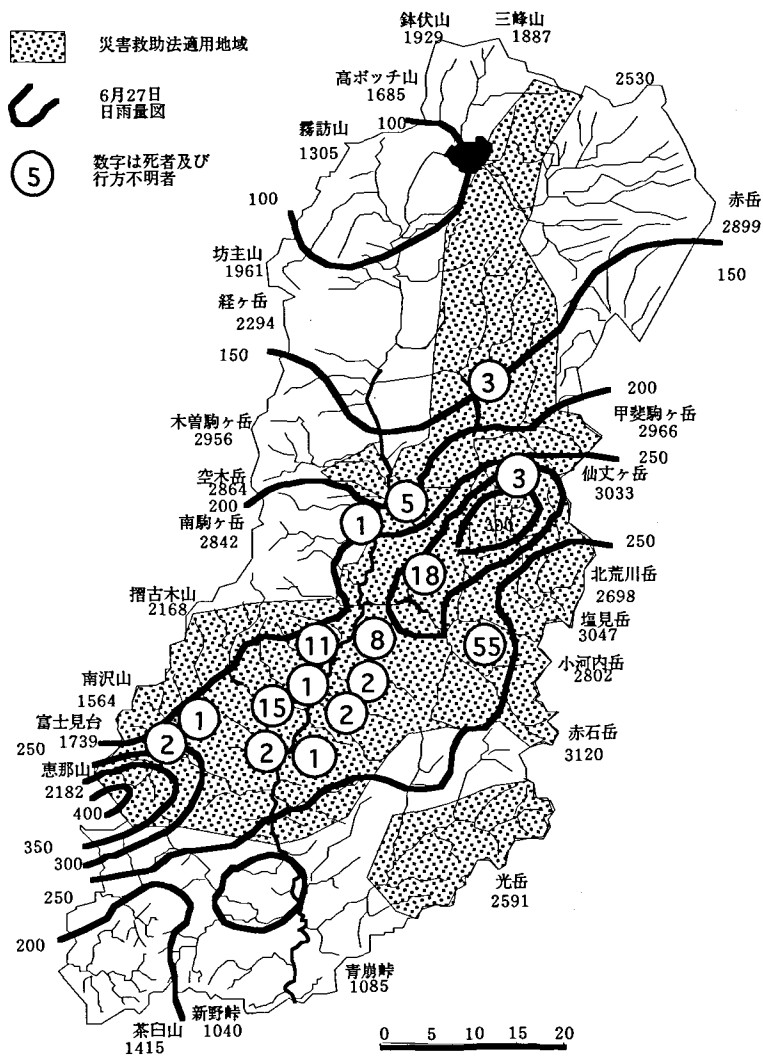 災害救助法適用地域
6月27日
日雨量図
5
数字は死者及び
行方不明者
鉢伏山
1929
三峰山
1887
高ボッチ山
1685
2530
霧訪山
1305
100
100
赤岳
2899
坊主山
1961
150
経ヶ岳
2294
150
3
200
甲斐駒ヶ岳
2966
木曽駒ヶ岳
2956
250
空木岳
2864
200
5
3
仙丈ヶ岳
3033
南駒ヶ岳
2842
1
300
250
18
北荒川岳
2698
摺古木山
2168
塩見岳
3047
11
8
55
小河内岳
2802
南沢山
1564
1
2
15
2
富士見台
1739
1
赤石岳
3120
250
2
2
1
恵那山
2182
400
350
300
光岳
2591
250
200
青崩峠
1085
新野峠
1040
茶臼山
1415
0 5 10 15 20